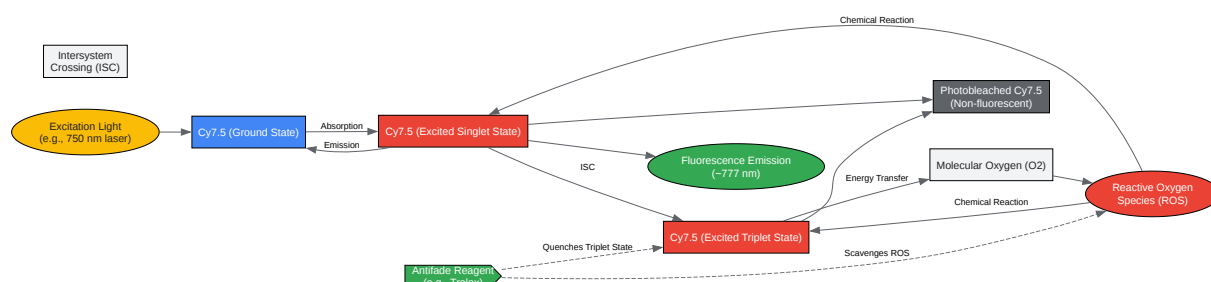 Chemical Reaction
Intersystem
Crossing (ISC)
Photobleached Cy7.5
(Non-fluorescent)
Excitation Light
(e.g., 750 nm laser)
Cy7.5 (Ground State)
Absorption
Emission
Cy7.5 (Excited Singlet State)
Fluorescence Emission
(~777 nm)
ISC
Molecular Oxygen (O2)
Energy Transfer
Reactive Oxygen
Species (ROS)
Chemical Reaction
Cy7.5 (Excited Triplet State)
Quenches Triplet State
Scavenges ROS
Antifade Reagent
(e.g., Trolox)